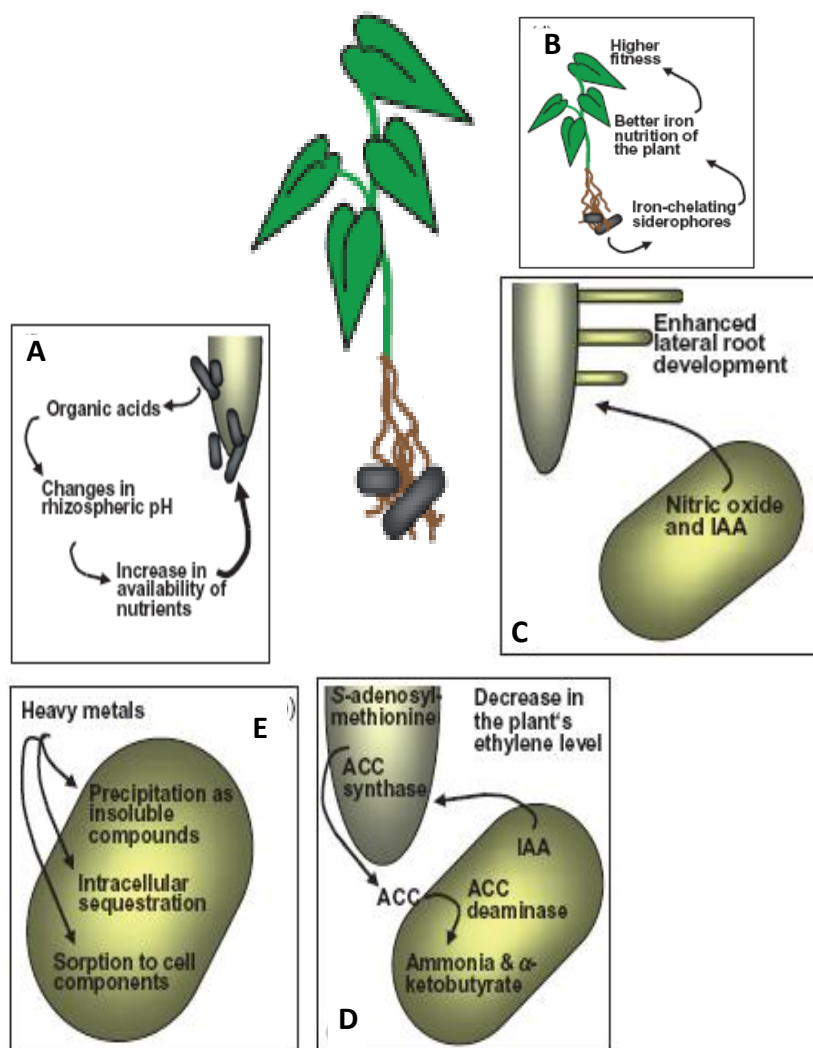 B
Higher
fitness
Better iron
nutrition of
the plant
Iron-chelating
siderophores
A
Organic acids
Changes in
rhizospheric pH
Increase in
availability of
nutrients
Enhanced
lateral root
development
Nitric oxide
and IAA
C
Heavy metals
E
Precipitation as
insoluble
compounds
Intracellular
sequestration
Sorption to cell
components
S-adenosyl-
methionine
Decrease in
the plant's
ethylene level
ACC
synthase
IAA
ACC
ACC
deaminase
Ammonia & α-
ketobutyrate
D